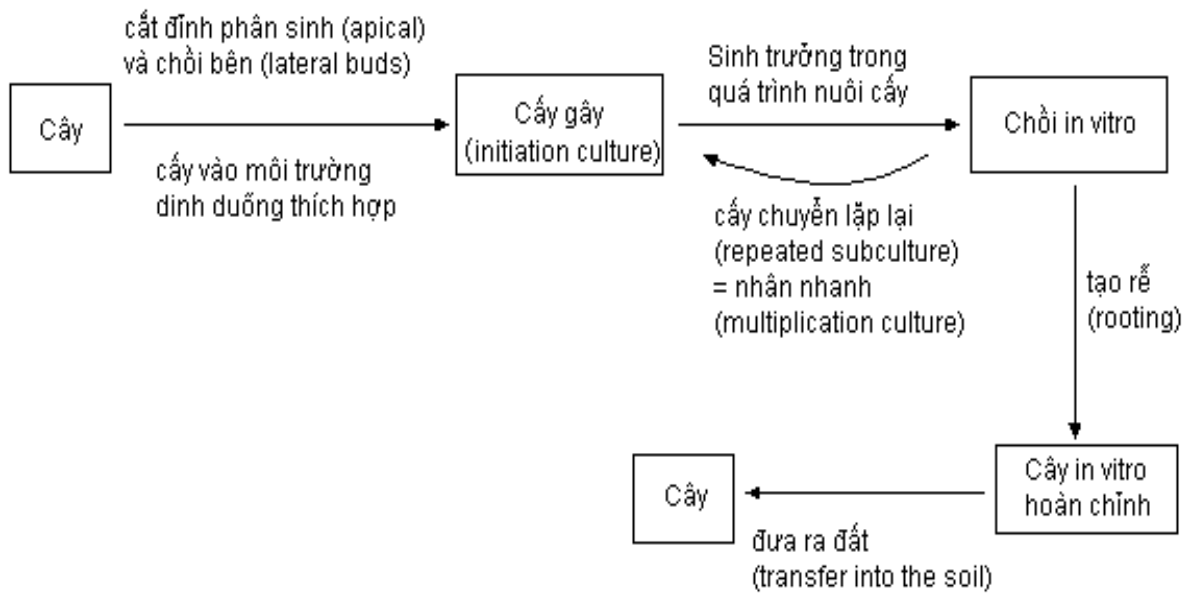 cắt đỉnh phân sinh (apical)
và chồi bên (lateral buds)
Cây
cấy vào môi trường
dinh duỗng thích hợp
Cấy gây
(initiation culture)
Sinh trưởng trong
quá trình nuôi cấy
Chồi in vitro
cấy chuyển lặp lại
(repeated subculture)
= nhân nhanh
(multiplication culture)
tạo rễ
(rooting)
Cây in vitro
hoàn chỉnh
Cây
đưa ra đất
(transfer into the soil)